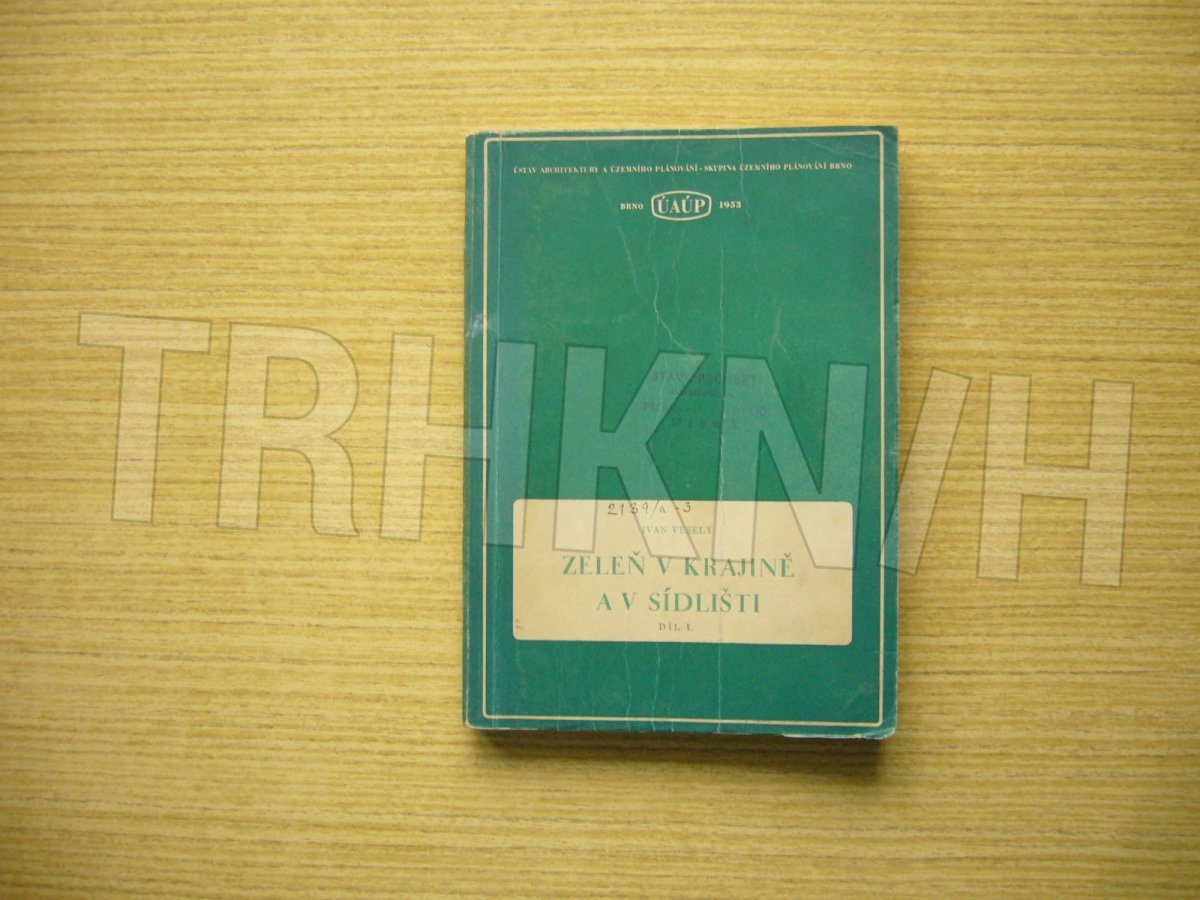 ÚSTAV ARCHITEKTURY A ÚZEMNÍHO PLÁNOVÁNÍ - SKUPINA ÚZEMNÍHO PLÁNOVÁNÍ BRNO
BRNO ÚAÚP 1953
TRHKNIH
2139/a-3
IVAN VESELÝ
ZELEŇ V KRAJINĚ
A V SÍDLIŠTI
DÍL I.